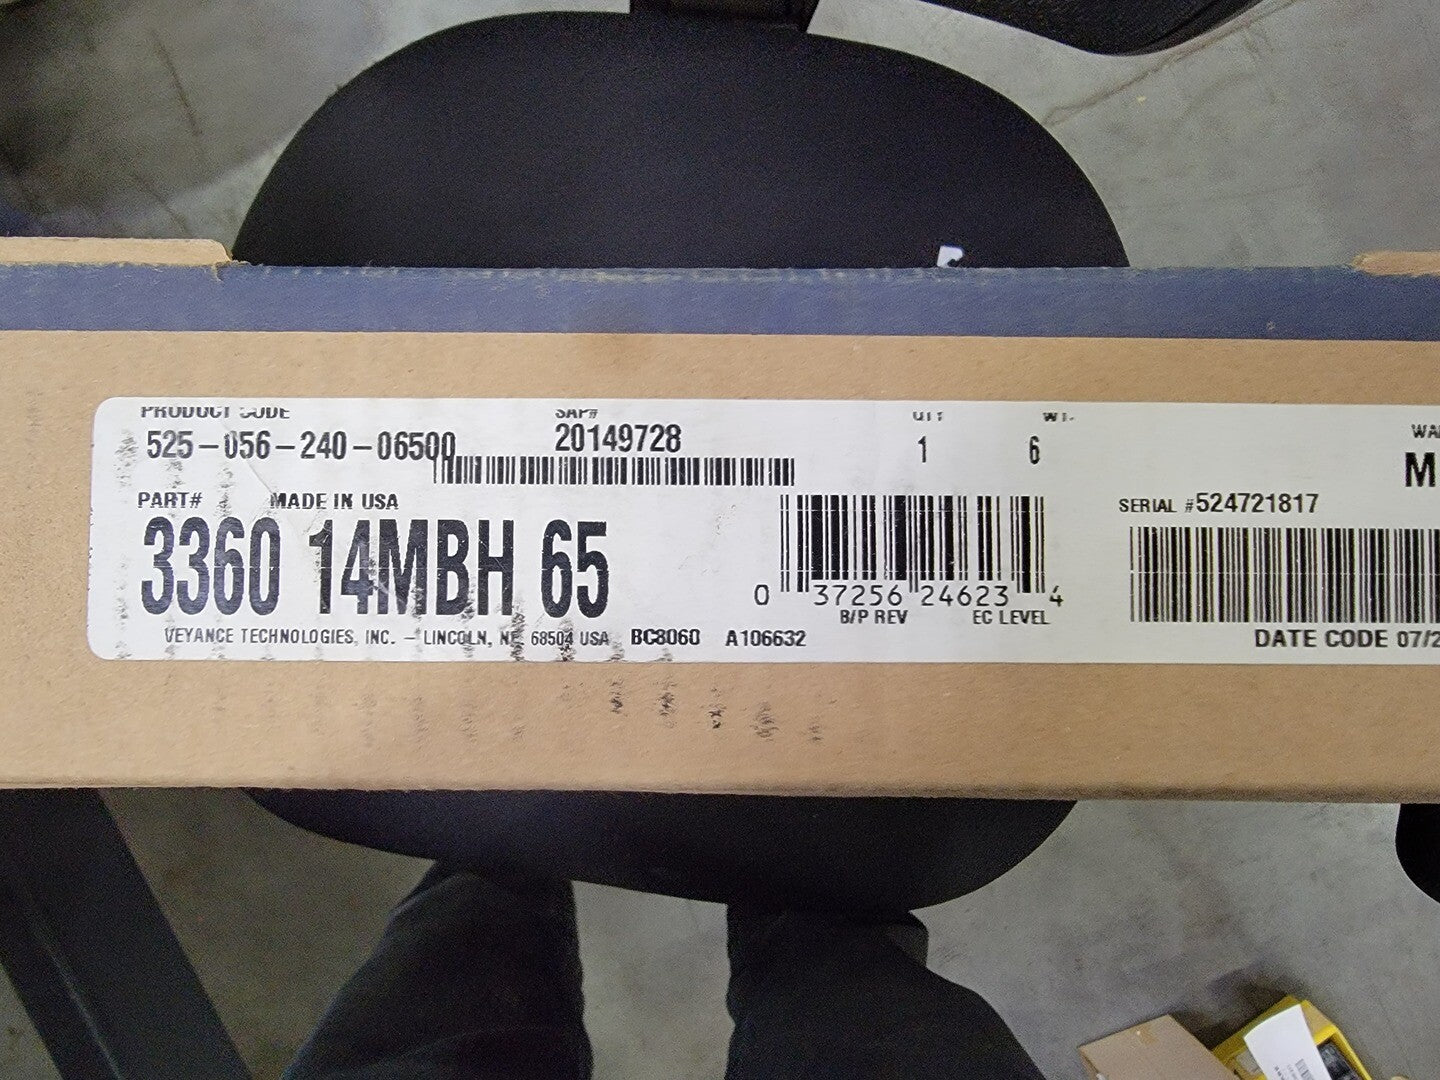 PRODUCT CODE SAP# QTY WT.
525-056-240-06500 20149728 1 6
PART# MADE IN USA
3360 14MBH 65
0 37256 24623 4
B/P REV EC LEVEL
VEYANCE TECHNOLOGIES, INC. - LINCOLN, NE 68504 USA BC8060 A106632
WA
M
SERIAL #524721817
DATE CODE 07/2